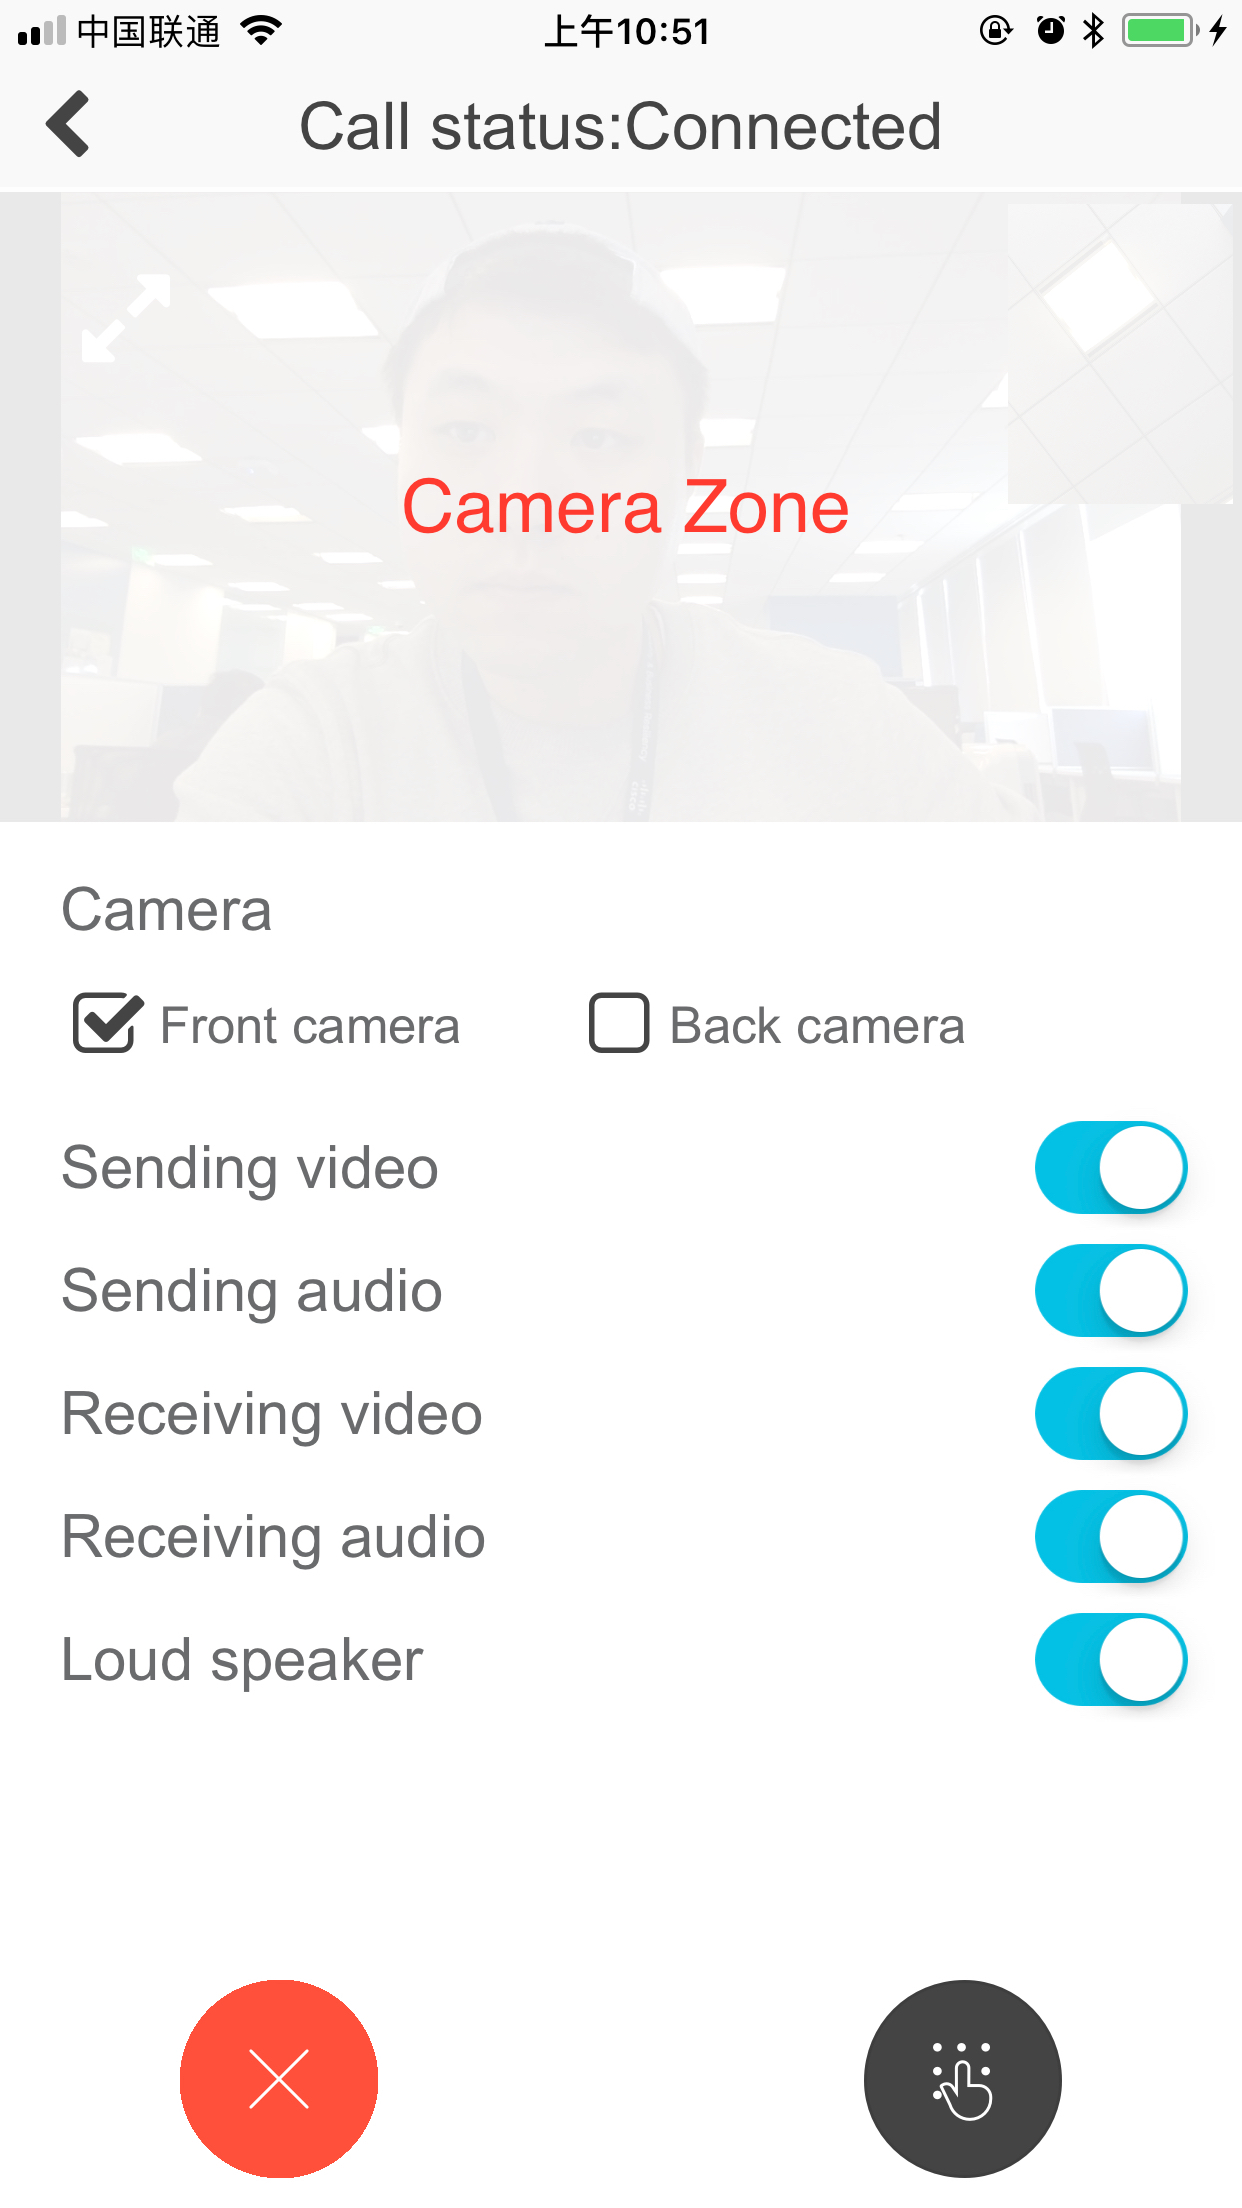 中国联通 上午10:51
Call status:Connected
Camera Zone
Camera
Front camera Back camera
Sending video
Sending audio
Receiving video
Receiving audio
Loud speaker